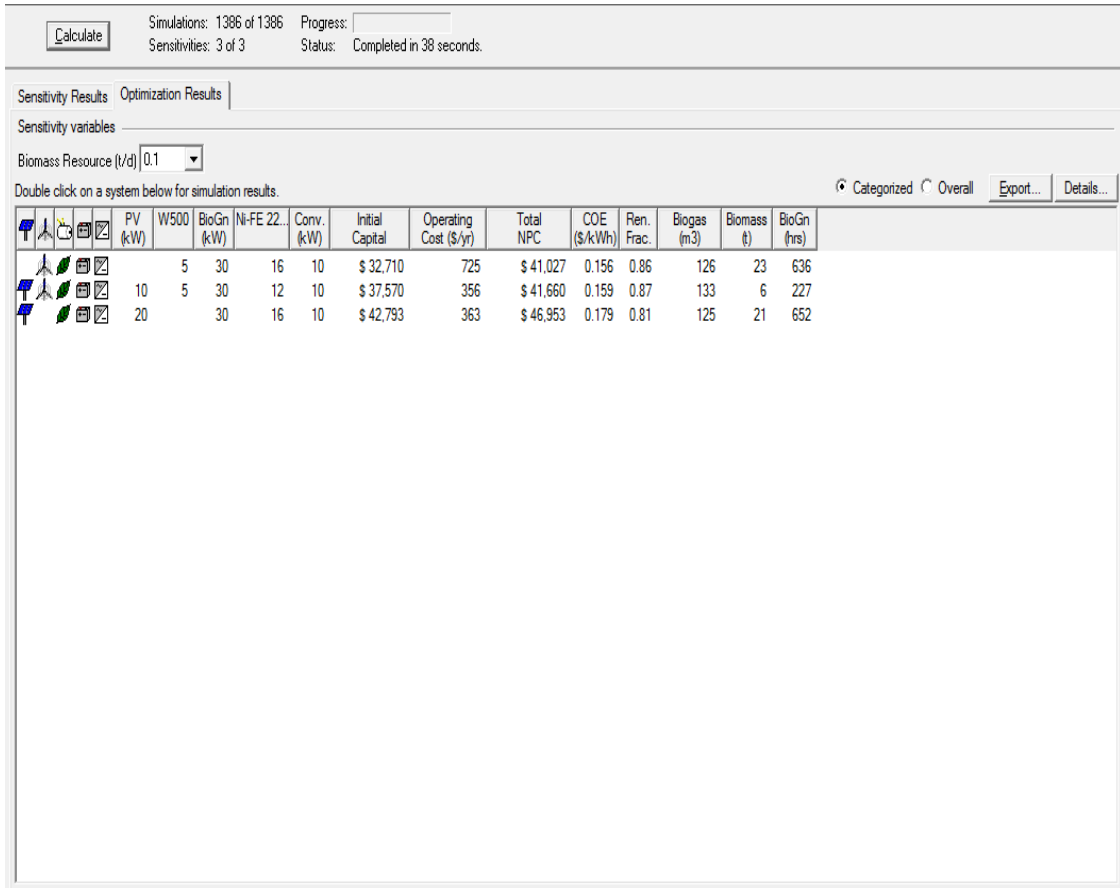 Calculate
Simulations: 1386 of 1386 Progress:
Sensitivities: 3 of 3 Status: Completed in 38 seconds.
Sensitivity Results Optimization Results
Sensitivity variables
Biomass Resource (t/d) 0.1
Double click on a system below for simulation results.
Categorized Overall Export... Details...
PV (kW) W500 BioGn (kW) Ni-FE 22... Conv. (kW) Initial Capital Operating Cost ($/yr) Total NPC COE ($/kWh) Ren. Frac. Biogas (m3) Biomass (t) BioGn (hrs)
5 30 16 10 $ 32,710 725 $ 41,027 0.156 0.86 126 23 636
10 5 30 12 10 $ 37,570 356 $ 41,660 0.159 0.87 133 6 227
20 30 16 10 $ 42,793 363 $ 46,953 0.179 0.81 125 21 652